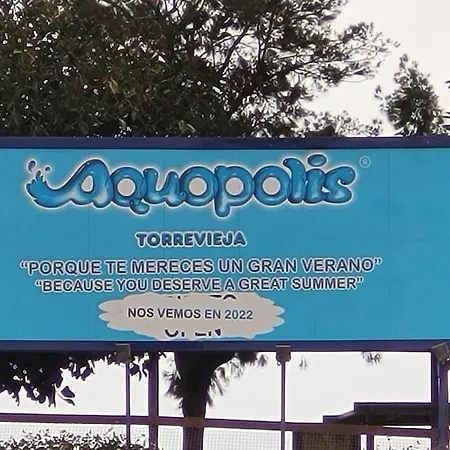 Aquopolis ®
TORREVIEJA
“PORQUE TE MERECES UN GRAN VERANO”
“BECAUSE YOU DESERVE A GREAT SUMMER”
NOS VEMOS EN 2022